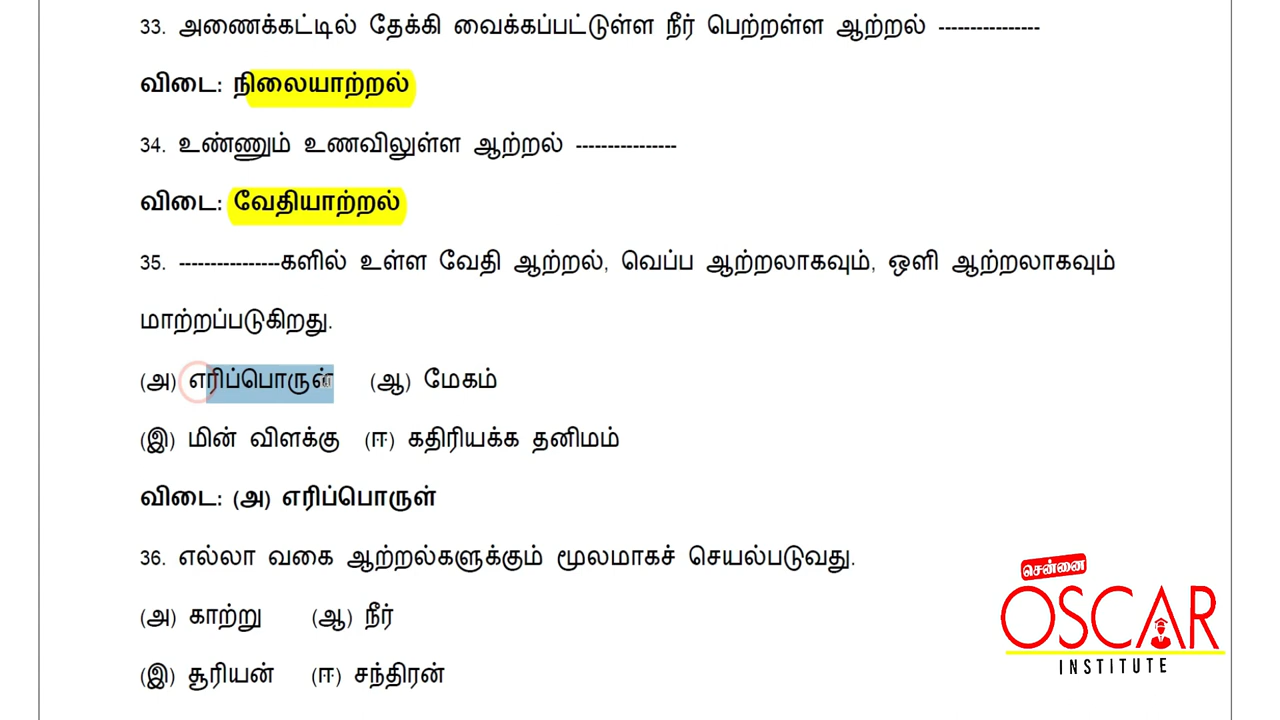 33. அணைக்கட்டில் தேக்கி வைக்கப்பட்டுள்ள நீர் பெற்றள்ள ஆற்றல் ----------------
விடை: நிலையாற்றல்
34. உண்ணும் உணவிலுள்ள ஆற்றல் ----------------
விடை: வேதியாற்றல்
35. ----------------களில் உள்ள வேதி ஆற்றல், வெப்ப ஆற்றலாகவும், ஒளி ஆற்றலாகவும்
மாற்றப்படுகிறது.
(அ) எரிப்பொருள் (ஆ) மேகம்
(இ) மின் விளக்கு (ஈ) கதிரியக்க தனிமம்
விடை: (அ) எரிப்பொருள்
36. எல்லா வகை ஆற்றல்களுக்கும் மூலமாகச் செயல்படுவது.
(அ) காற்று (ஆ) நீர்
(இ) சூரியன் (ஈ) சந்திரன்
சென்னை
OSCAR
INSTITUTE